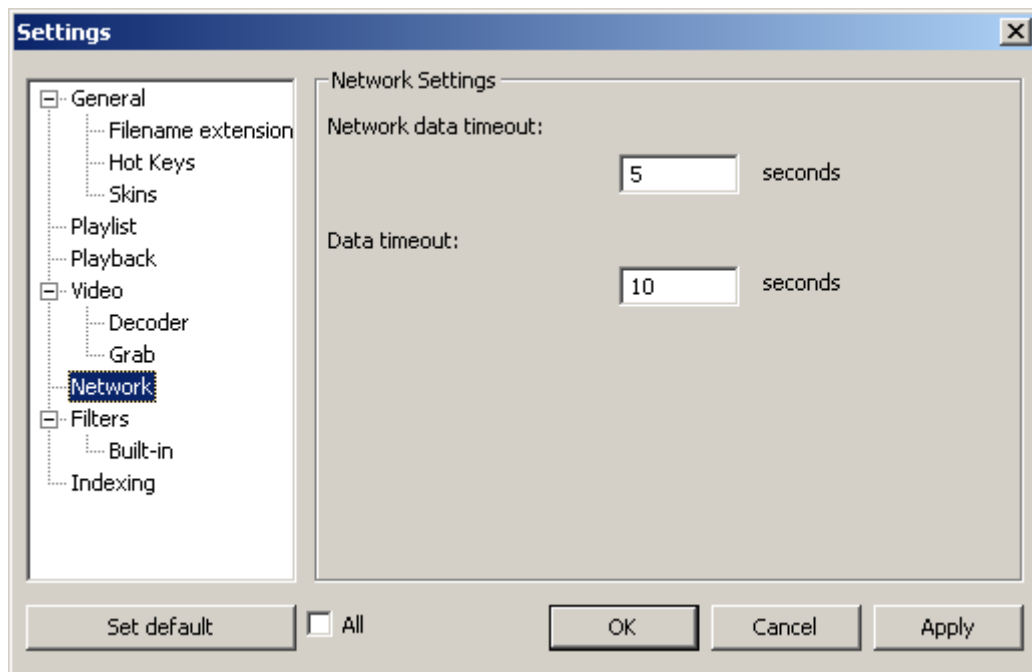 Settings
General
Filename extension
Hot Keys
Skins
Playlist
Playback
Video
Decoder
Grab
Network
Filters
Built-in
Indexing
Network Settings
Network data timeout:
5 seconds
Data timeout:
10 seconds
Set default
All
OK
Cancel
Apply